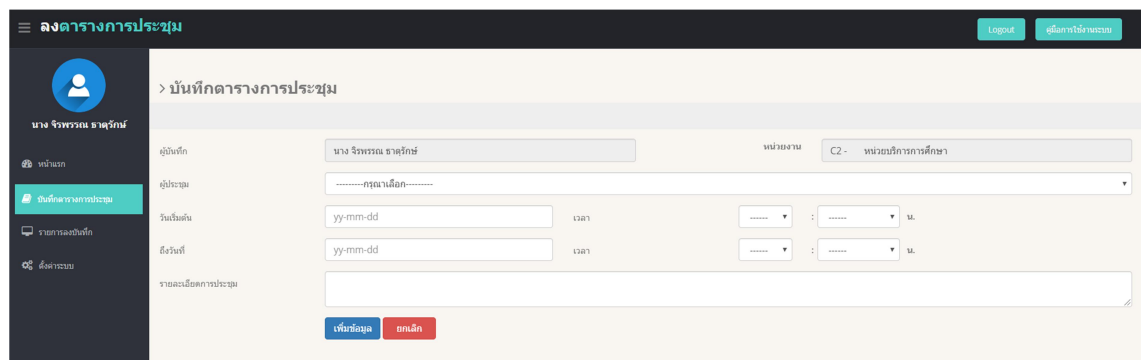 ลงตารางการประชุม
Logout
คู่มือการใช้งานระบบ
นาง จิรพรรณ ธาตุรักษ์
หน้าแรก
บันทึกตารางการประชุม
รายการลงบันทึก
ตั้งค่าระบบ
> บันทึกตารางการประชุม
ผู้บันทึก นาง จิรพรรณ ธาตุรักษ์ หน่วยงาน C2 - หน่วยบริการการศึกษา
ผู้ประชุม ---------กรุณาเลือก---------
วันเริ่มต้น yy-mm-dd เวลา ------ : ------ น.
ถึงวันที่ yy-mm-dd เวลา ------ : ------ น.
รายละเอียดการประชุม
เพิ่มข้อมูล ยกเลิก